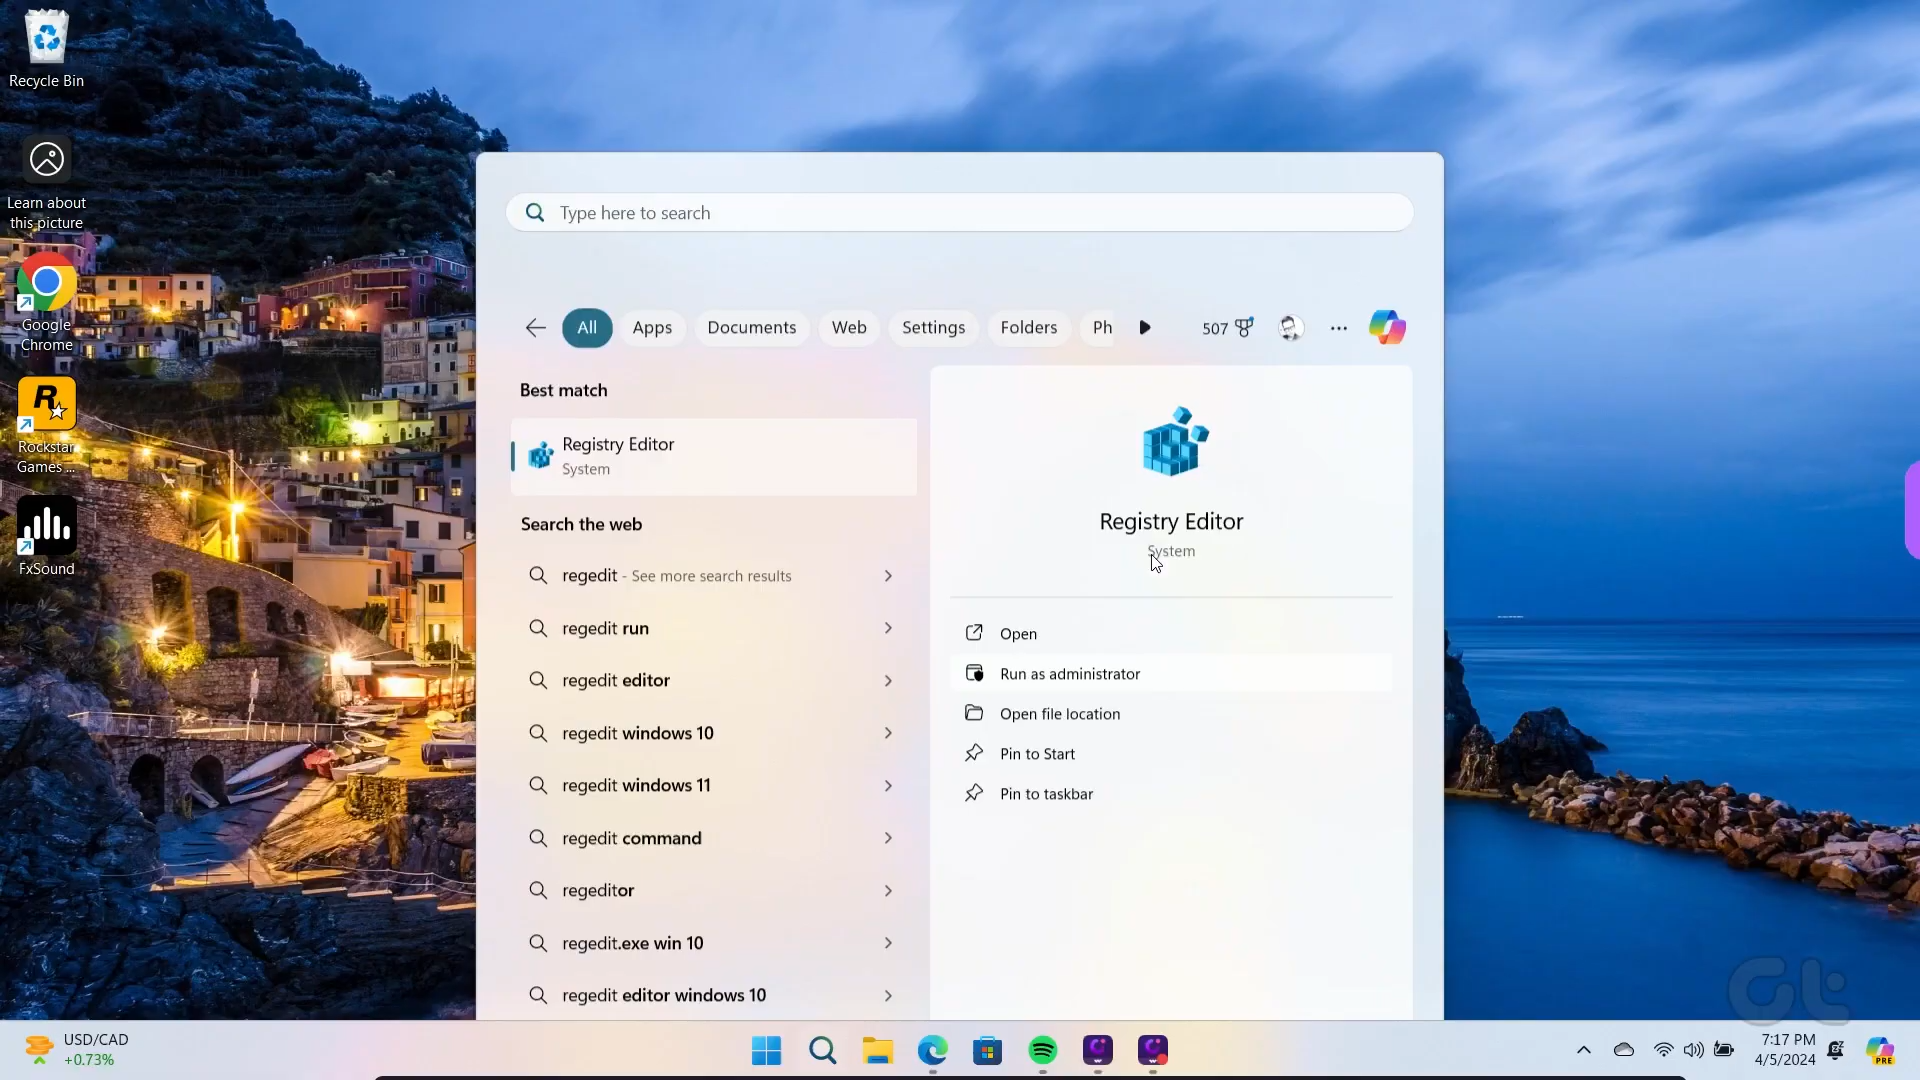 Recycle Bin
Learn about
this picture
Google
Chrome
R
Rockstar
Games ...
FxSound
Type here to search
All
Apps
Documents
Web
Settings
Folders
Ph
507
Best match
Registry Editor
System
Search the web
regedit - See more search results
regedit run
regedit editor
regedit windows 10
regedit windows 11
regedit command
regeditor
regedit.exe win 10
regedit editor windows 10
Registry Editor
System
Open
Run as administrator
Open file location
Pin to Start
Pin to taskbar
Gt
USD/CAD
+0.73%
7:17 PM
4/5/2024
PRE